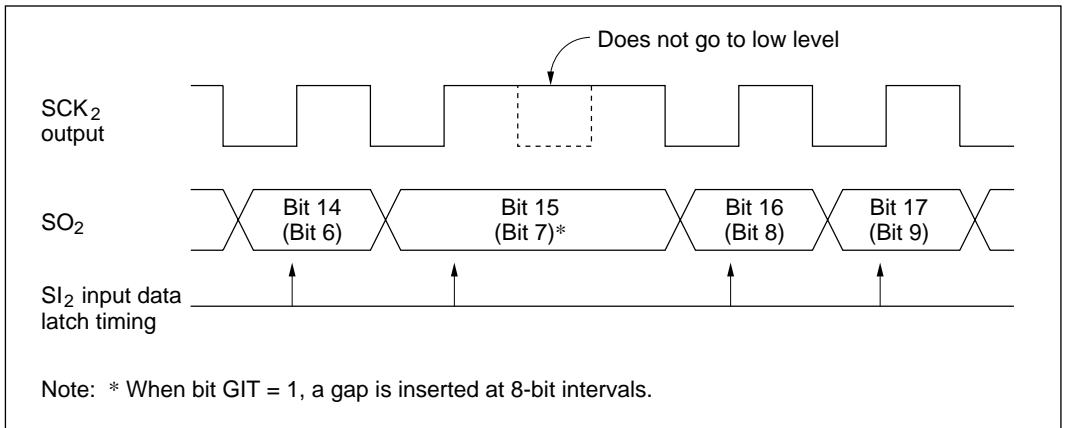 Does not go to low level
SCK2
output
SO2
Bit 14
(Bit 6)
Bit 15
(Bit 7)*
Bit 16
(Bit 8)
Bit 17
(Bit 9)
SI2 input data
latch timing
Note: * When bit GIT = 1, a gap is inserted at 8-bit intervals.